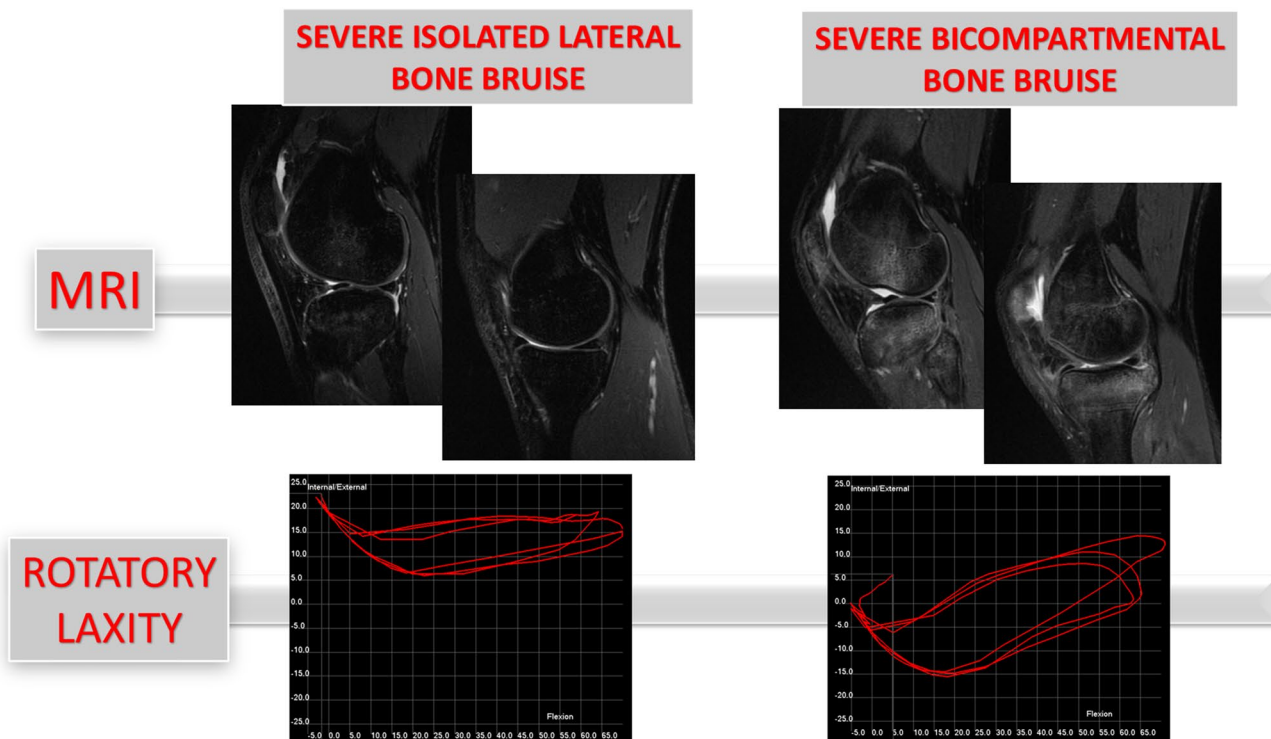 SEVERE ISOLATED LATERAL
BONE BRUISE
SEVERE BICOMPARTMENTAL
BONE BRUISE
MRI
ROTATORY
LAXITY
25.0 Internal/External
20.0
15.0
10.0
5.0
0.0
-5.0
-10.0
-15.0
-20.0
-25.0
Flexion
-5.0 0.0 5.0 10.0 15.0 20.0 25.0 30.0 35.0 40.0 45.0 50.0 55.0 60.0 65.0
25.0 Internal/External
20.0
15.0
10.0
5.0
0.0
-5.0
-10.0
-15.0
-20.0
-25.0
Flexion
-5.0 0.0 5.0 10.0 15.0 20.0 25.0 30.0 35.0 40.0 45.0 50.0 55.0 60.0 65.0